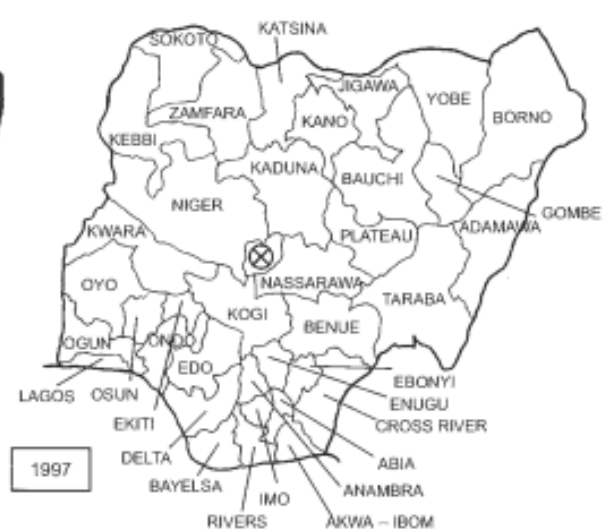 KATSINA
SOKOTO
JIGAWA
YOBE
ZAMFARA
KANO
BORNO
KEBBI
KADUNA
BAUCHI
NIGER
GOMBE
KWARA
PLATEAU
ADAMAWA
OYO
NASSARAWA
TARABA
KOGI
BENUE
OGUN
ONDO
EDO
LAGOS
OSUN
EBONYI
ENUGU
EKITI
CROSS RIVER
DELTA
ABIA
1997
BAYELSA
ANAMBRA
IMO
RIVERS
AKWA – IBOM